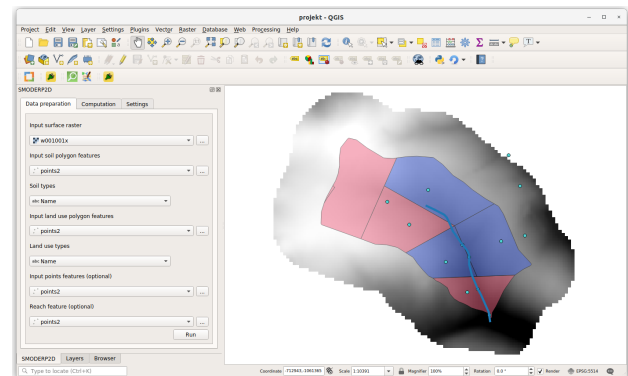 projekt - QGIS
Project Edit View Layer Settings Plugins Vector Raster Database Web Processing Help
SMODERP2D
Data preparation Computation Settings
Input surface raster
w001001x ...
Input soil polygon features
points2 ...
Soil types
abc Name
Input land use polygon features
points2 ...
Land use types
abc Name
Input points features (optional)
points2 ...
Reach feature (optional)
points2 ...
Run
SMODERP2D Layers Browser
Type to locate (Ctrl+K) Coordinate Scale 1:10391 Magnifier 100% Rotation 0.0 ° Render EPSG:5514